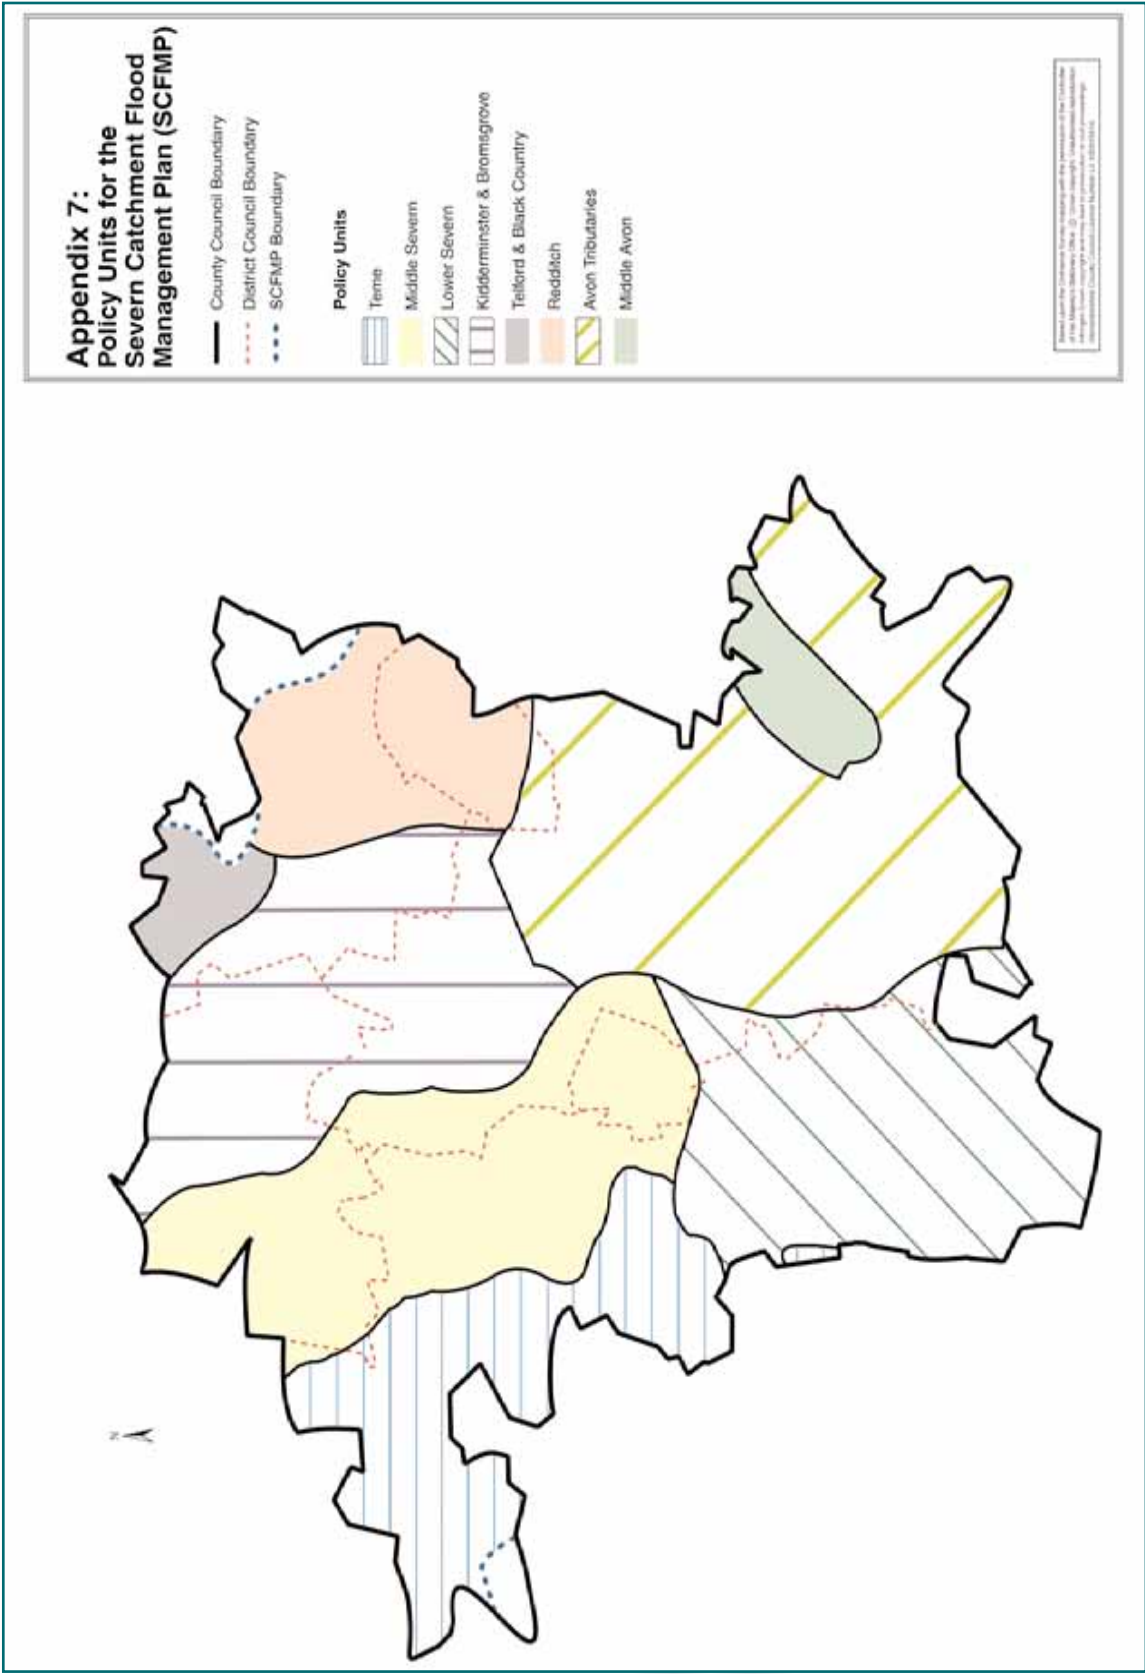 Appendix 7:
Policy Units for the
Severn Catchment Flood
Management Plan (SCFMP)
County Council Boundary
District Council Boundary
SCFMP Boundary
Policy Units
Teme
Middle Severn
Lower Severn
Kidderminster & Bromsgrove
Telford & Black Country
Redditch
Avon Tributaries
Middle Avon
N